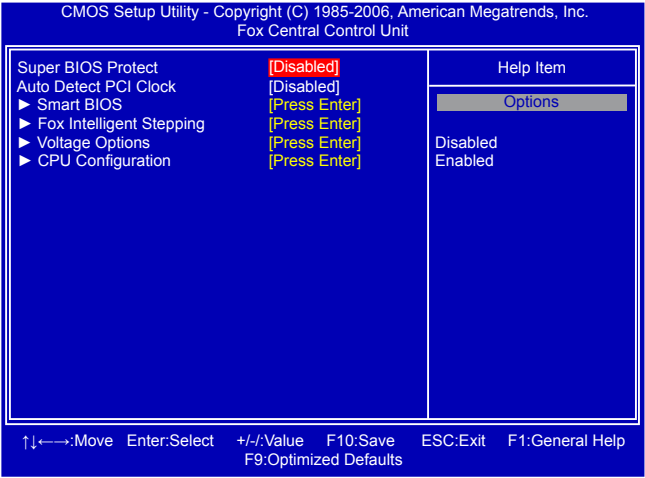 CMOS Setup Utility - Copyright (C) 1985-2006, American Megatrends, Inc.
Fox Central Control Unit
Super BIOS Protect [Disabled]
Auto Detect PCI Clock [Disabled]
► Smart BIOS [Press Enter]
► Fox Intelligent Stepping [Press Enter]
► Voltage Options [Press Enter]
► CPU Configuration [Press Enter]
Help Item
Options
Disabled
Enabled
↑↓←→:Move Enter:Select +/-/:Value F10:Save ESC:Exit F1:General Help
F9:Optimized Defaults